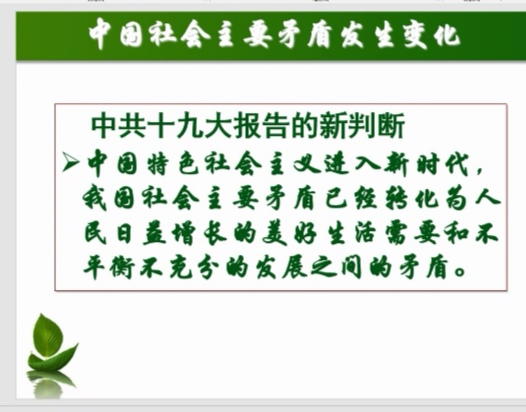 中国社会主要矛盾发生变化
中共十九大报告的新判断
中国特色社会主义进入新时代，
我国社会主要矛盾已经转化为人
民日益增长的美好生活需要和不
平衡不充分的发展之间的矛盾。